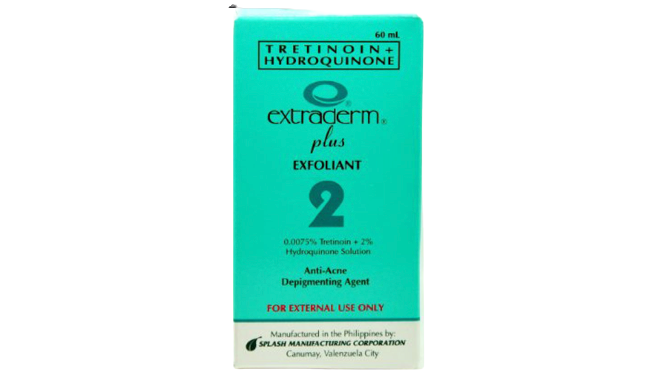 60 mL
TRETINOIN +
HYDROQUINONE
extraderm®
plus
EXFOLIANT
2
0.0075% Tretinoin + 2%
Hydroquinone Solution
Anti-Acne
Depigmenting Agent
FOR EXTERNAL USE ONLY
Manufactured in the Philippines by:
SPLASH MANUFACTURING CORPORATION
Canumay, Valenzuela City